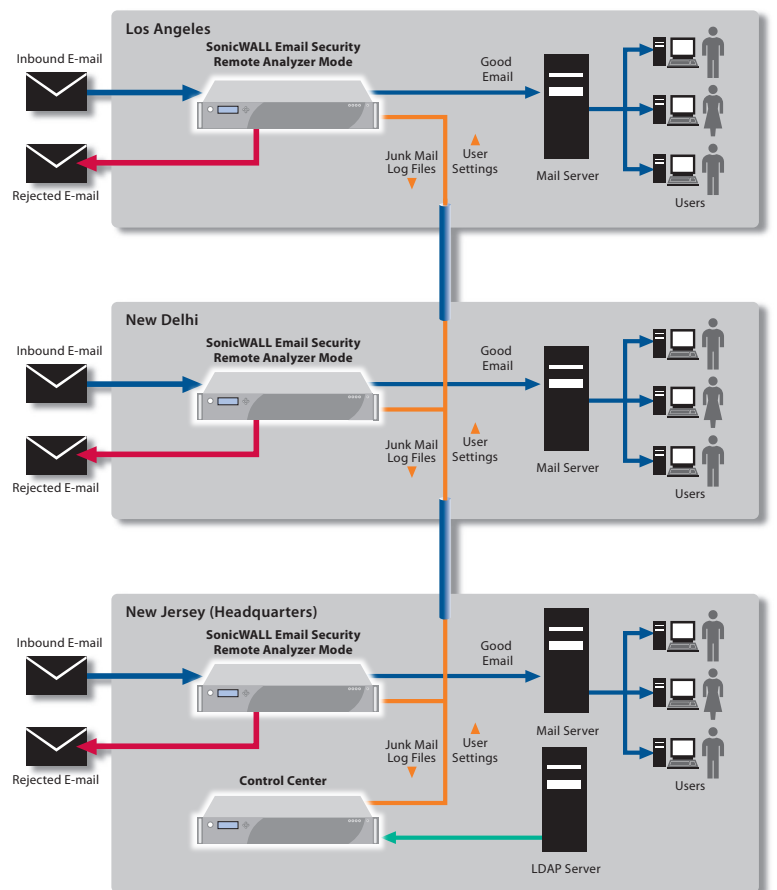 Los Angeles
SonicWALL Email Security
Remote Analyzer Mode
Inbound E-mail
Good
Email
Junk Mail
Log Files
User
Settings
Mail Server
Rejected E-mail
Users
New Delhi
SonicWALL Email Security
Remote Analyzer Mode
Inbound E-mail
Good
Email
Junk Mail
Log Files
User
Settings
Mail Server
Rejected E-mail
Users
New Jersey (Headquarters)
SonicWALL Email Security
Remote Analyzer Mode
Inbound E-mail
Good
Email
Mail Server
Junk Mail
Log Files
User
Settings
Rejected E-mail
Users
Control Center
LDAP Server